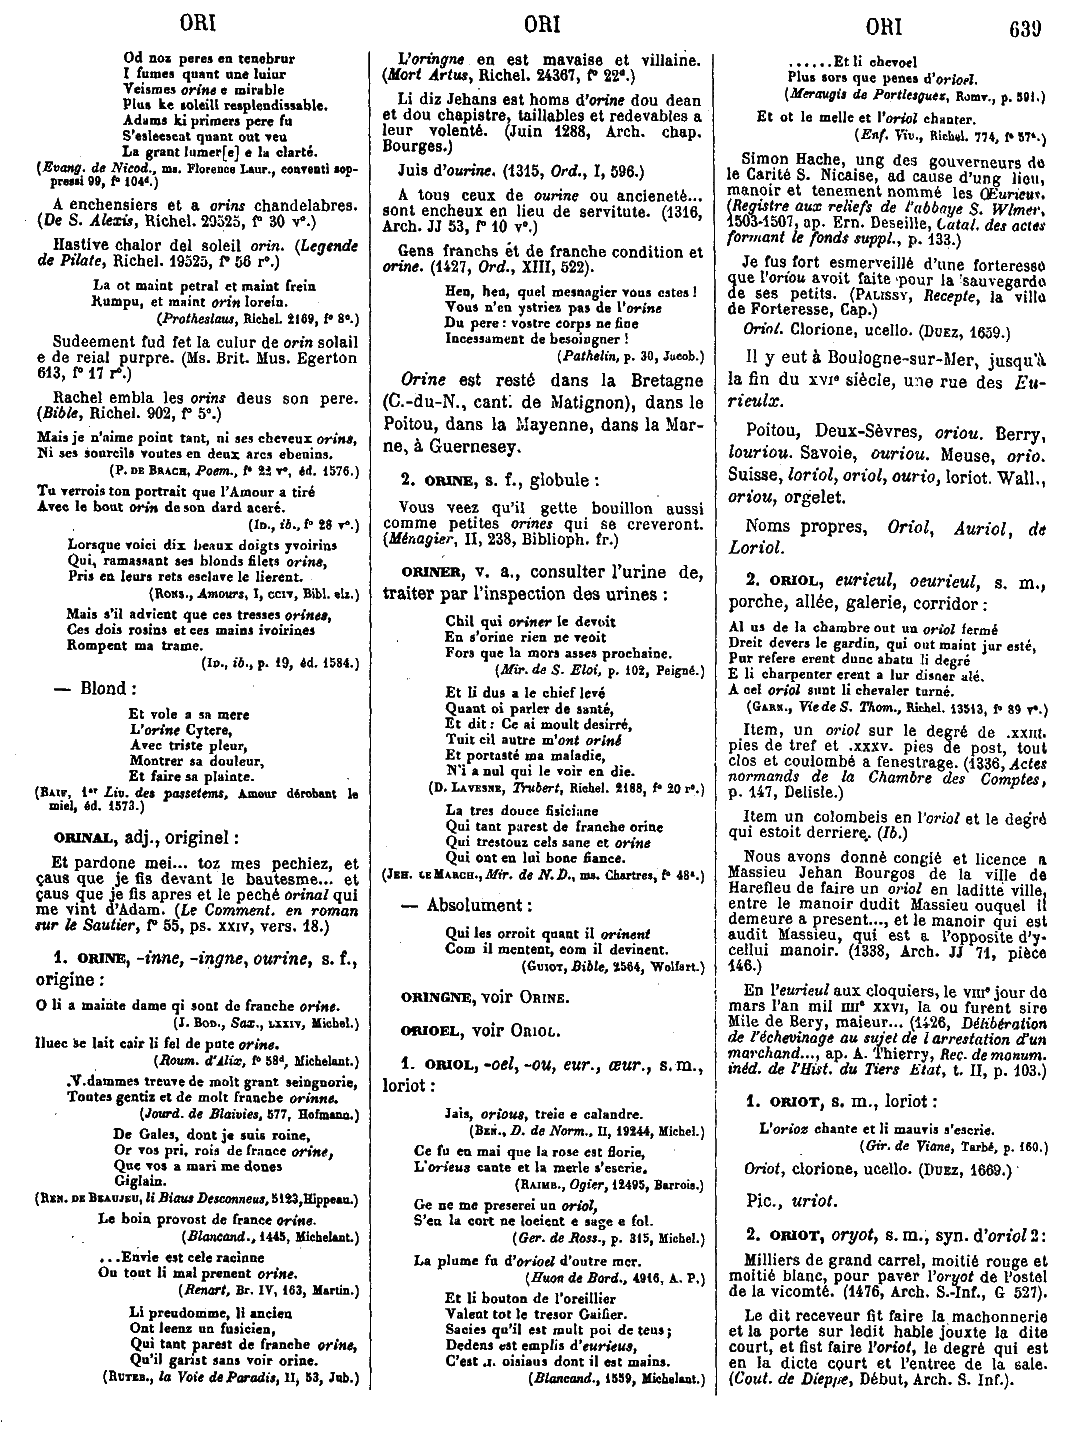 ORI
ORI
ORI 639
Od noz peres en tenebrur
I fumes quant une luiur
Veismes orine e mirable
Plus ke soleill resplendissable.
Adams ki primers pere fu
S'esleescat quant out veu
La grant lumer[e] e la clarté.
(Evang. de Nicod., ms. Florence Laur., conventi sop-
pressi 99, f° 104ᵈ.)
A enchensiers et a orins chandelabres.
(De S. Alexis, Richel. 29525, f° 30 v°.)
Hastive chalor del soleil orin. (Legende
de Pilate, Richel. 19525, f° 56 r°.)
La ot maint petral et maint frein
Rumpu, et maint orin lorein.
(Protheslaus, Richel. 2169, f° 8ᵃ.)
Sudeement fud fet la culur de orin solail
e de reial purpre. (Ms. Brit. Mus. Egerton
613, f° 17 r°.)
Rachel embla les orins deus son pere.
(Bible, Richel. 902, f° 5ᵃ.)
Mais je n'aime point tant, ni ses cheveux orins,
Ni ses sourcils voutes en deux arcs ebenins.
(P. DE BRACH, Poem., f° 22 v°, éd. 1576.)
Tu verrois ton portrait que l'Amour a tiré
Avec le bout orin de son dard aceré.
(ID., ib., f° 28 v°.)
Lorsque voici dix beaux doigts yvoirins
Qui, ramassant ses blonds filets orins,
Pris en leurs rets esclave le lierent.
(RONS., Amours, I, CCIV, Bibl. elz.)
Mais s'il advient que ces tresses orines,
Ces dois rosins et ces mains ivoirines
Rompent ma trame.
(ID., ib., p. 19, éd. 1584.)
— Blond :
Et vole a sa mere
L'orine Cytere,
Avec triste pleur,
Montrer sa douleur,
Et faire sa plainte.
(BAIF, 1ᵉʳ Liv. des passetems, Amour dérobant le
miel, éd. 1573.)
ORINAL, adj., originel :
Et pardone mei... toz mes pechiez, et
çaus que je fis devant le bautesme... et
çaus que je fis apres et le peché orinal qui
me vint d'Adam. (Le Comment. en roman
sur le Sautier, f° 55, ps. XXIV, vers. 18.)
1. ORINE, -inne, -ingne, ourine, s. f.,
origine :
O li a mainte dame qi sont de franche orine.
(J. BOD., Sax., LXXIV, Michel.)
Iluec se lait cair li fel de pute orine.
(Roum. d'Alix, f° 58ᵈ, Michelant.)
.V. dammes treuve de molt grant seingnorie,
Toutes gentiz et de molt franche orinne.
(Jourd. de Blaivies, 577, Hofmann.)
De Gales, dont je suis roine,
Or vos pri, rois de france orine,
Que vos a mari me dones
Giglain.
(REN. DE BEAUJEU, li Biaus Desconneus, 5123, Hippeau.)
Le boin provost de france orine.
(Blancand., 1445, Michelant.)
...Envie est cele racinne
Ou tout li mal prenent orine.
(Renart, Br. IV, 163, Martin.)
Li preudomme, li ancien
Ont leenz un fusicien,
Qui tant parest de franche orine,
Qu'il garist sans voir orine.
(RUTEB., la Voie de Paradis, II, 53, Jub.)
L'oringne en est mavaise et villaine.
(Mort Artus, Richel. 24367, f° 22ᵈ.)
Li diz Jehans est homs d'orine dou dean
et dou chapistre, taillables et redevables a
leur volenté. (Juin 1288, Arch. chap.
Bourges.)
Juis d'ourine. (1315, Ord., I, 596.)
A tous ceux de ourine ou ancieneté...
sont encheux en lieu de servitute. (1316,
Arch. JJ 53, f° 10 v°.)
Gens franchs ét de franche condition et
orine. (1427, Ord., XIII, 522).
Hen, hen, quel mesnagier vous estes !
Vous n'en ystriez pas de l'orine
Du pere : vostre corps ne fine
Incessament de besoingner !
(Pathelin, p. 30, Jacob.)
Orine est resté dans la Bretagne
(C.-du-N., cant. de Matignon), dans le
Poitou, dans la Mayenne, dans la Mar-
ne, à Guernesey.
2. ORINE, s. f., globule :
Vous veez qu'il gette bouillon aussi
comme petites orines qui se creveront.
(Ménagier, II, 238, Biblioph. fr.)
ORINER, v. a., consulter l'urine de,
traiter par l'inspection des urines :
Chil qui oriner le devoit
En s'orine rien ne veoit
Fors que la mors asses prochaine.
(Mir. de S. Eloi, p. 102, Peigné.)
Et li dus a le chief levé
Quant oi parler de santé,
Et dit : Ce ai moult desirré,
Tuit cil autre m'ont oriné
Et portasté ma maladie,
N'i a nul qui le voir en die.
(D. LAVESNE, Trubert, Richel. 2188, f° 20 r°.)
La tres douce fisiciane
Qui tant parest de franche orine
Qui trestouz cels sane et orine
Qui ont en lui bone fiance.
(JEH. LE MARCH., Mir. de N. D., ms. Chartres, f° 48ᵃ.)
— Absolument :
Qui les orroit quant il orinent
Com il mentent, com il devinent.
(GUIOT, Bible, 2564, Wolfart.)
ORINGNE, voir ORINE.
ORIOEL, voir ORIOL.
1. ORIOL, -oel, -ou, eur., œur., s. m.,
loriot :
Jais, orious, treie e calandre.
(BEN., D. de Norm., II, 19244, Michel.)
Ce fu en mai que la rose est florie,
L'orieus cante et la merle s'escrie.
(RAIMB., Ogier, 12495, Barrois.)
Ge ne me preserei un oriol,
S'en la cort ne loeient e sage e fol.
(Ger. de Ross., p. 315, Michel.)
La plume fu d'orioel d'outre mer.
(Huon de Bord., 4916, A. P.)
Et li bouton de l'oreillier
Valent tot le tresor Gaifier.
Sacies qu'il est mult poi de teus ;
Dedens est emplis d'eurieus,
C'est .I. oisiaus dont il est mains.
(Blancand., 1559, Michelant.)
......Et li chevoel
Plus sors que penes d'orioel.
(Meraugis de Portlesguez, Romv., p. 591.)
Et ot le melle et l'oriol chanter.
(Enf. Viv., Richel. 774, f° 57ᵃ.)
Simon Hache, ung des gouverneurs de
le Carité S. Nicaise, ad cause d'ung lieu,
manoir et tenement nommé les Œurieux.
(Registre aux reliefs de l'abbaye S. Wlmer,
1503-1507, ap. Ern. Deseille, Catal. des actes
formant le fonds suppl., p. 133.)
Je fus fort esmerveillé d'une forteresse
que l'oriou avoit faite pour la sauvegarde
de ses petits. (PALISSY, Recepte, la ville
de Forteresse, Cap.)
Oriol. Clorione, ucello. (DUEZ, 1659.)
Il y eut à Boulogne-sur-Mer, jusqu'à
la fin du XVIᵉ siècle, une rue des Eu-
rieulx.
Poitou, Deux-Sèvres, oriou. Berry,
louriou. Savoie, ouriou. Meuse, orio.
Suisse, loriol, oriol, ourio, loriot. Wall.,
oriou, orgelet.
Noms propres, Oriol, Auriol, de
Loriol.
2. ORIOL, eurieul, oeurieul, s. m.,
porche, allée, galerie, corridor :
Al us de la chambre out un oriol fermé
Dreit devers le gardin, qui out maint jur esté,
Pur refere erent dunc abatu li degré
E li charpenter erent a lur disner alé.
A cel oriol sunt li chevaler turné.
(GARN., Vie de S. Thom., Richel. 13513, f° 89 v°.)
Item, un oriol sur le degré de .XXIII.
pies de tref et .XXXV. pies de post, tout
clos et coulombé a fenestrage. (1336, Actes
normands de la Chambre des Comptes,
p. 147, Delisle.)
Item un colombeis en l'oriol et le degré
qui estoit derriere. (Ib.)
Nous avons donné congié et licence a
Massieu Jehan Bourgos de la ville de
Harefleu de faire un oriol en laditté ville,
entre le manoir dudit Massieu ouquel il
demeure a present..., et le manoir qui est
audit Massieu, qui est a l'opposite d'y-
cellui manoir. (1338, Arch. JJ 71, pièce
146.)
En l'eurieul aux cloquiers, le VIIIᵉ jour de
mars l'an mil IIIIᶜ XXVI, la ou furent sire
Mile de Bery, maieur... (1426, Délibération
de l'échevinage au sujet de l arrestation d'un
marchand..., ap. A. Thierry, Rec. de monum.
inéd. de l'Hist. du Tiers Etat, t. II, p. 103.)
1. ORIOT, s. m., loriot :
L'orioz chante et li mauvis s'escrie.
(Gir. de Viane, Tarbé, p. 160.)
Oriot, clorione, ucello. (DUEZ, 1669.)
Pic., uriot.
2. ORIOT, oryot, s. m., syn. d'oriol 2 :
Milliers de grand carrel, moitié rouge et
moitié blanc, pour paver l'oryot de l'ostel
de la vicomté. (1476, Arch. S.-Inf., G 527).
Le dit receveur fit faire la machonnerie
et la porte sur ledit hable jouxte la dite
court, et fist faire l'oriot, le degré qui est
en la dicte court et l'entree de la sale.
(Cout. de Dieppe, Début, Arch. S. Inf.).